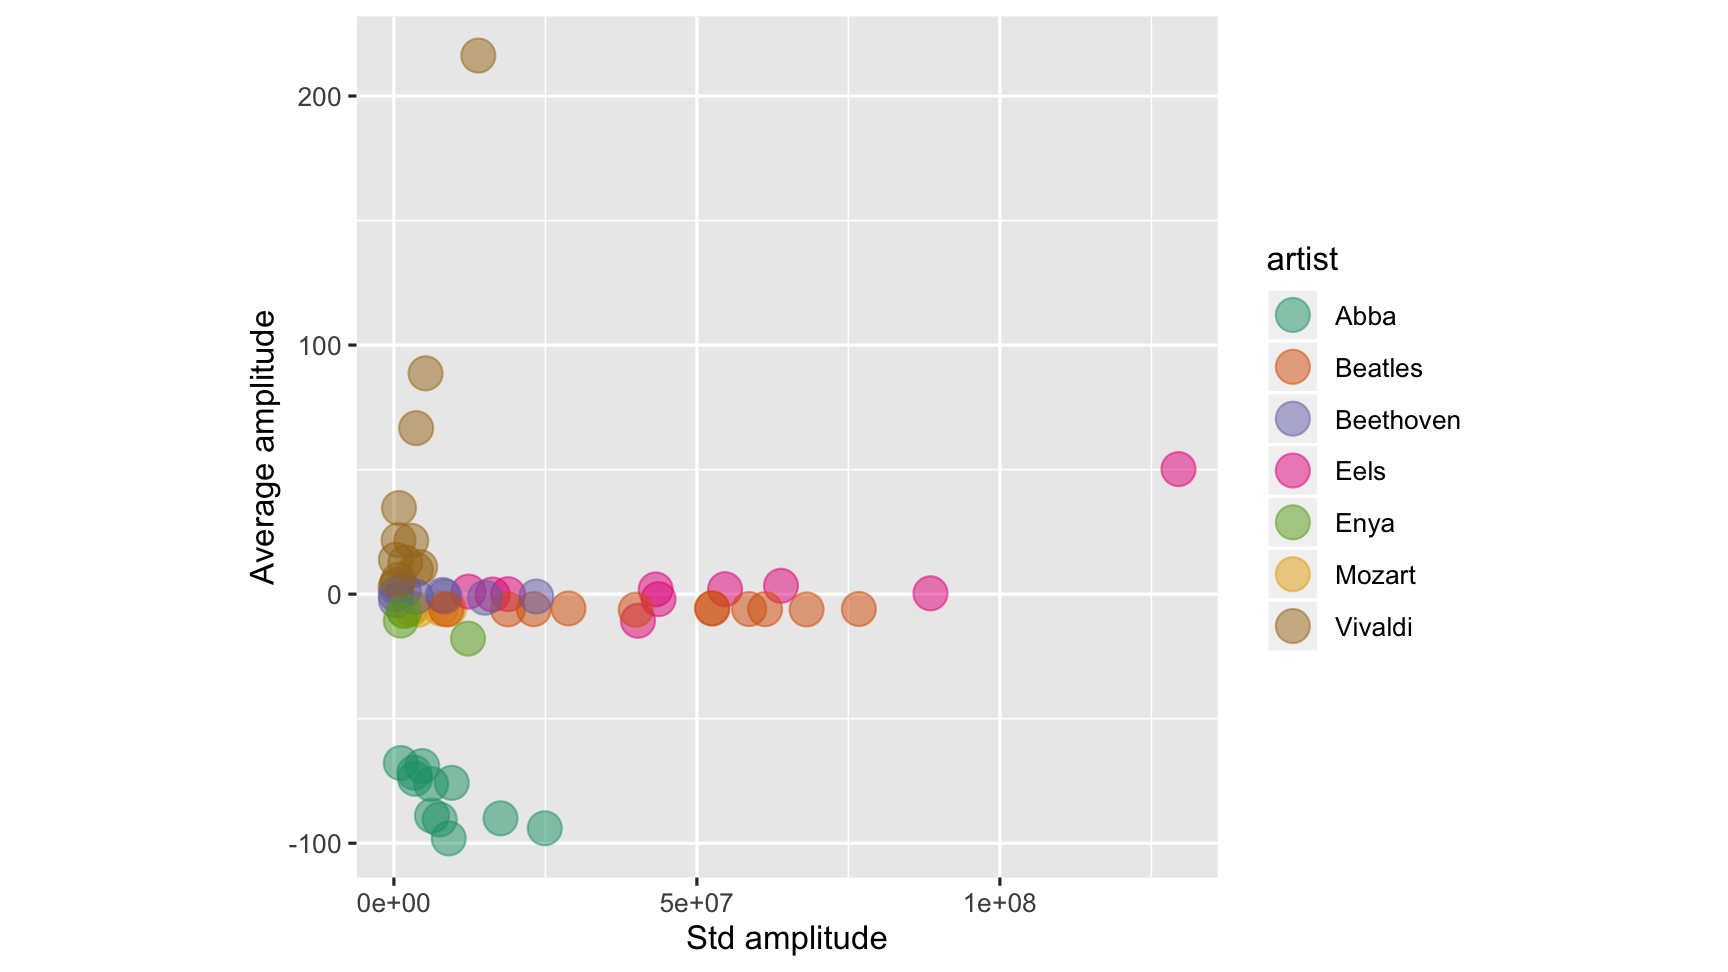 200
100
0
-100
Average amplitude
0e+00
5e+07
1e+08
Std amplitude
artist
Abba
Beatles
Beethoven
Eels
Enya
Mozart
Vivaldi